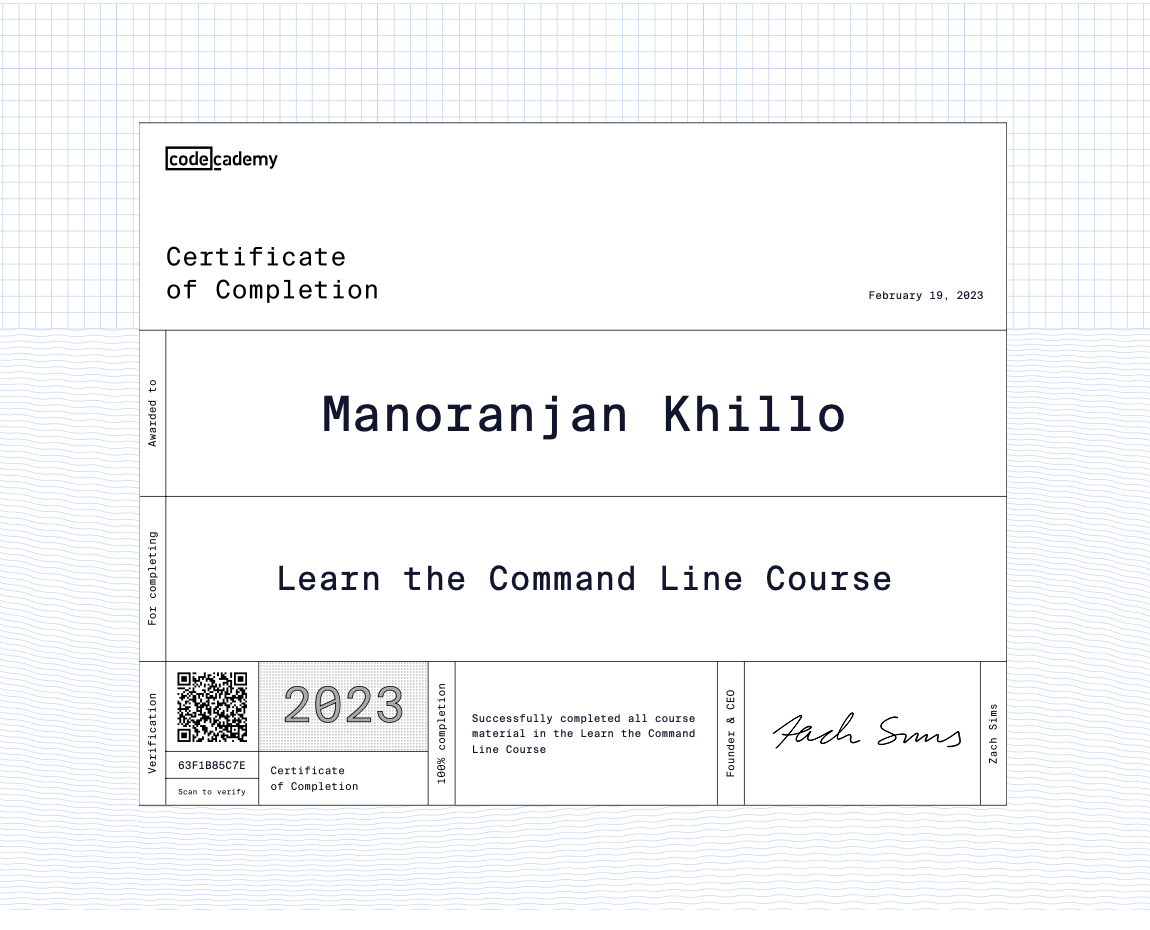 codecademy
Certificate
of Completion
February 19, 2023
Awarded to
Manoranjan Khillo
For completing
Learn the Command Line Course
Verification
63F1B85C7E
Scan to verify
2023
Certificate
of Completion
100% completion
Successfully completed all course
material in the Learn the Command
Line Course
Founder & CEO
Zach Sims
Zach Sims